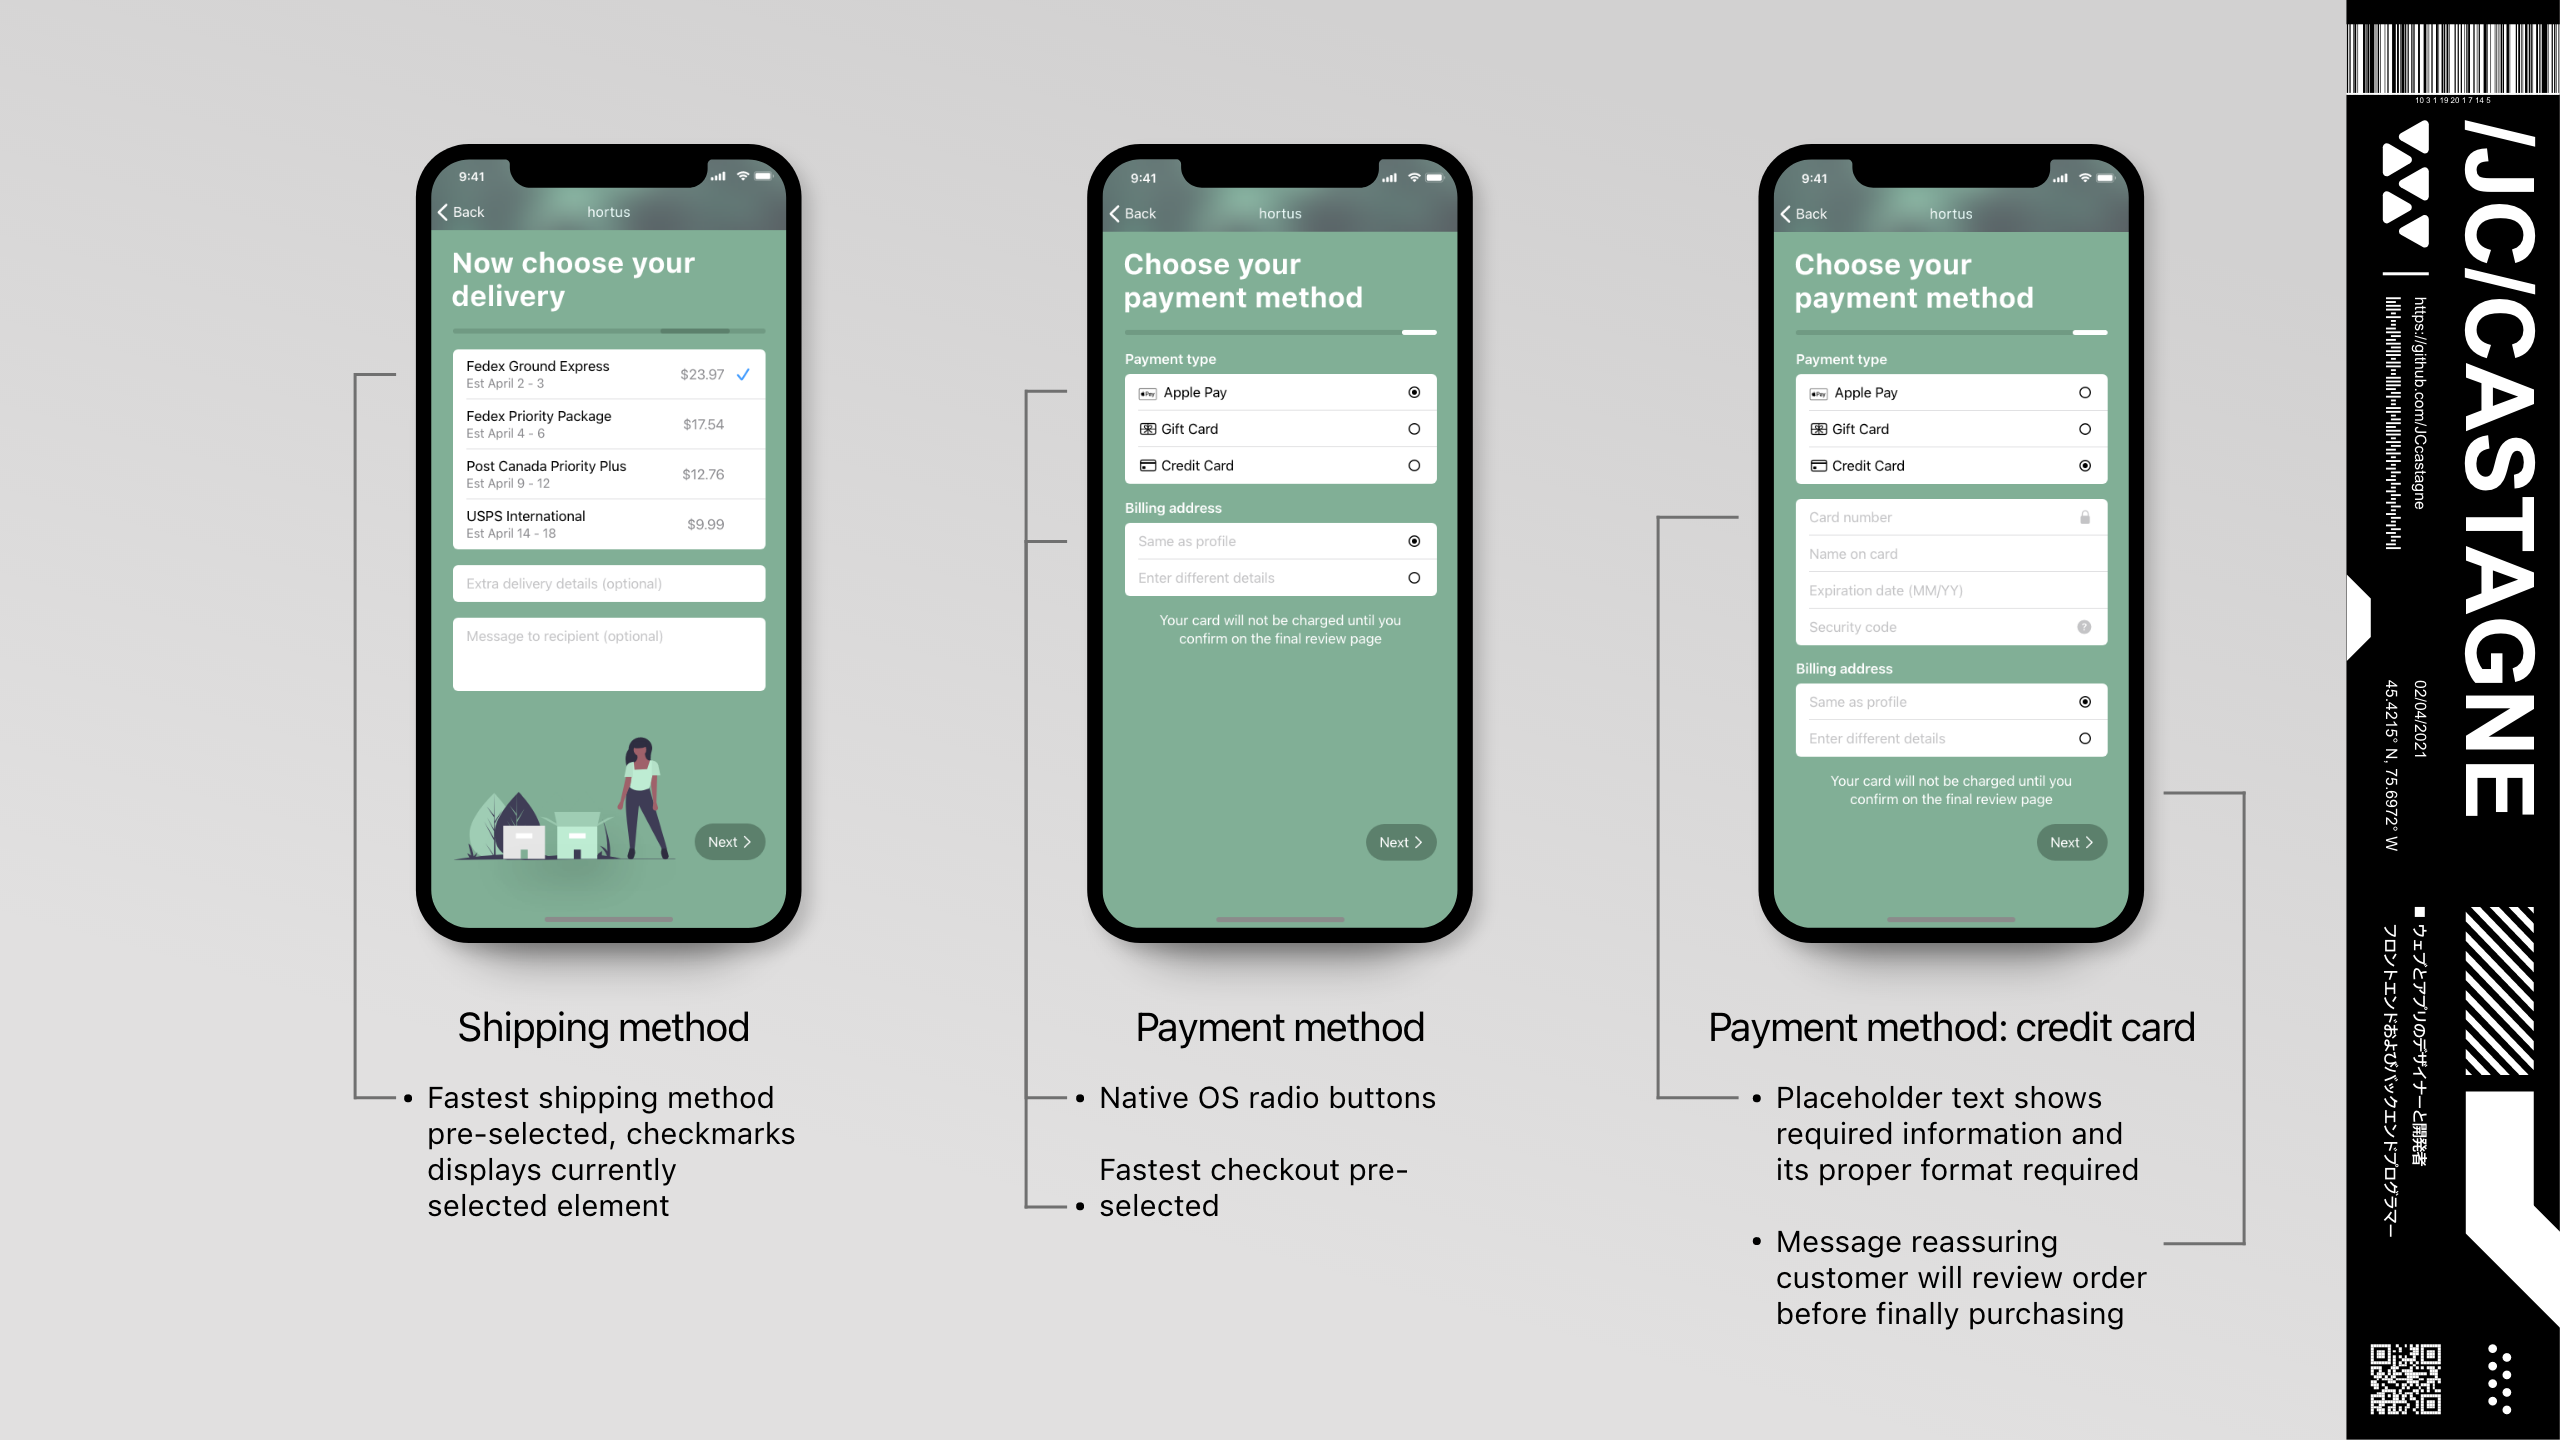 9:41
Back
hortus
Now choose your
delivery
Fedex Ground Express
Est April 2 - 3
$23.97
Fedex Priority Package
Est April 4 - 6
$17.54
Post Canada Priority Plus
Est April 9 - 12
$12.76
USPS International
Est April 14 - 18
$9.99
Extra delivery details (optional)
Message to recipient (optional)
Next
Shipping method
• Fastest shipping method
pre-selected, checkmarks
displays currently
selected element
9:41
Back
hortus
Choose your
payment method
Payment type
Pay Apple Pay
Gift Card
Credit Card
Billing address
Same as profile
Enter different details
Your card will not be charged until you
confirm on the final review page
Next
Payment method
• Native OS radio buttons
Fastest checkout pre-
• selected
9:41
Back
hortus
Choose your
payment method
Payment type
Pay Apple Pay
Gift Card
Credit Card
Card number
Name on card
Expiration date (MM/YY)
Security code
?
Billing address
Same as profile
Enter different details
Your card will not be charged until you
confirm on the final review page
Next
Payment method: credit card
• Placeholder text shows
required information and
its proper format required
• Message reassuring
customer will review order
before finally purchasing
10 3 1 19 20 1 7 14 5
/JC/CASTAGNE
https://github.com/JCcastagne
02/04/2021
45.4215° N, 75.6972° W
■ ウェブとアプリのデザイナーと開発者
フロントエンドおよびバックエンドプログラマー